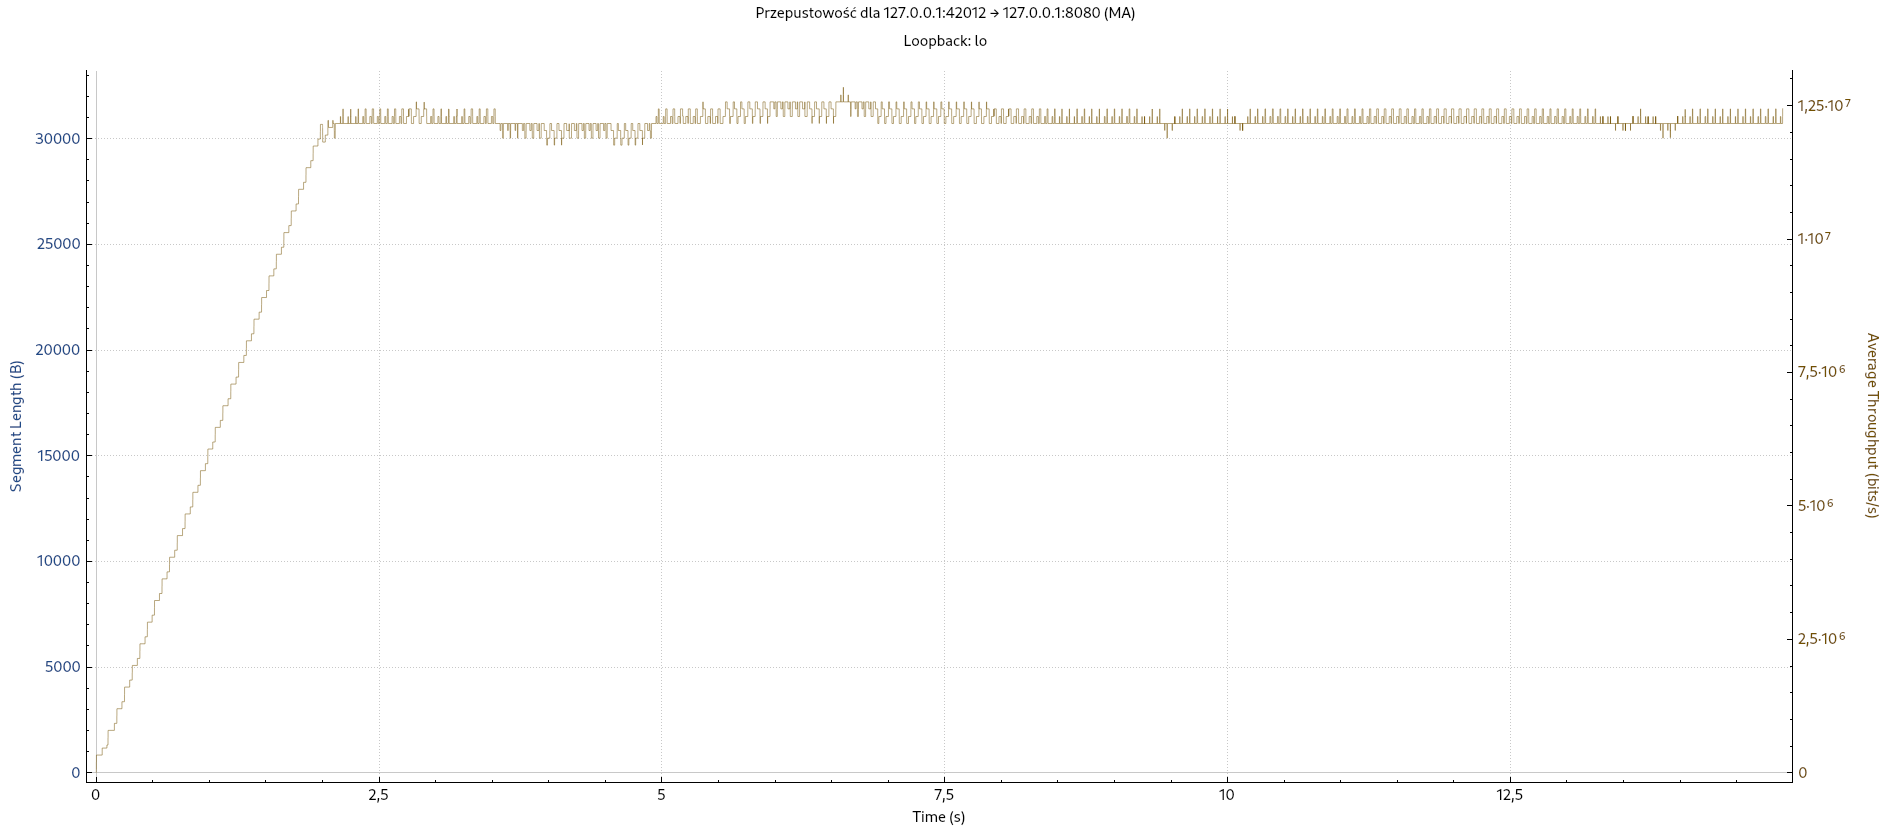 Przepustowość dla 127.0.0.1:42012 → 127.0.0.1:8080 (MA)
Loopback: lo
Segment Length (B)
30000
25000
20000
15000
10000
5000
0
1,25·10⁷
1·10⁷
7,5·10⁶
5·10⁶
2,5·10⁶
0
Average Throughput (bits/s)
0 2,5 5 7,5 10 12,5
Time (s)